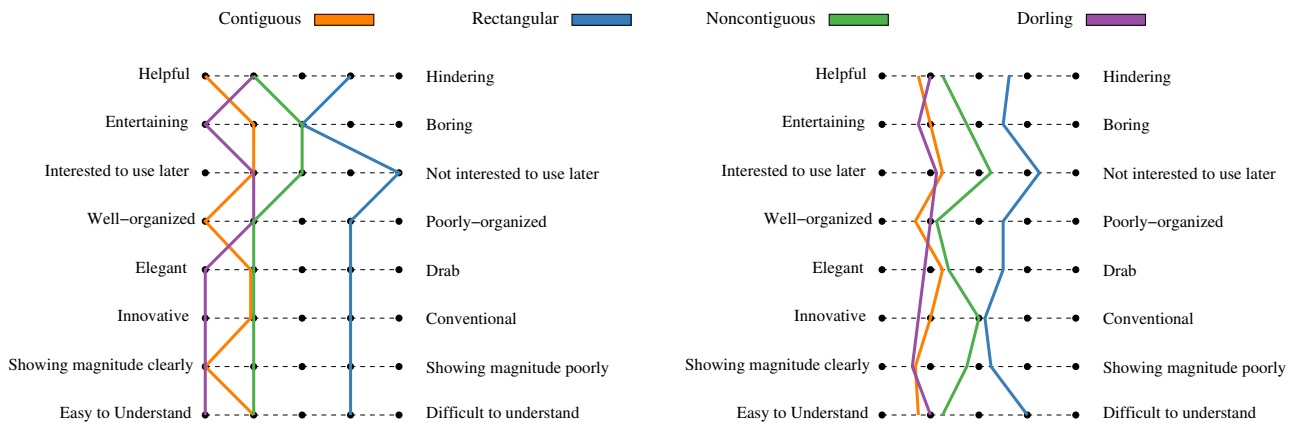 Contiguous Rectangular Noncontiguous Dorling
Helpful Hindering Helpful Hindering
Entertaining Boring Entertaining Boring
Interested to use later Not interested to use later Interested to use later Not interested to use later
Well−organized Poorly−organized Well−organized Poorly−organized
Elegant Drab Elegant Drab
Innovative Conventional Innovative Conventional
Showing magnitude clearly Showing magnitude poorly Showing magnitude clearly Showing magnitude poorly
Easy to Understand Difficult to understand Easy to Understand Difficult to understand